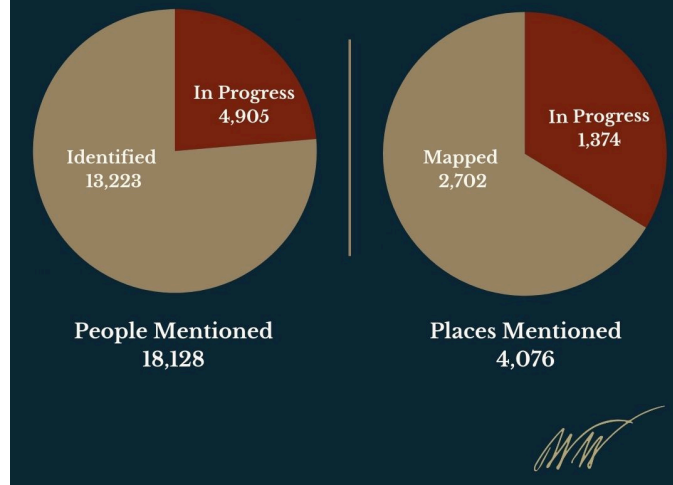 In Progress
4,905
Identified
13,223
People Mentioned
18,128
In Progress
1,374
Mapped
2,702
Places Mentioned
4,076